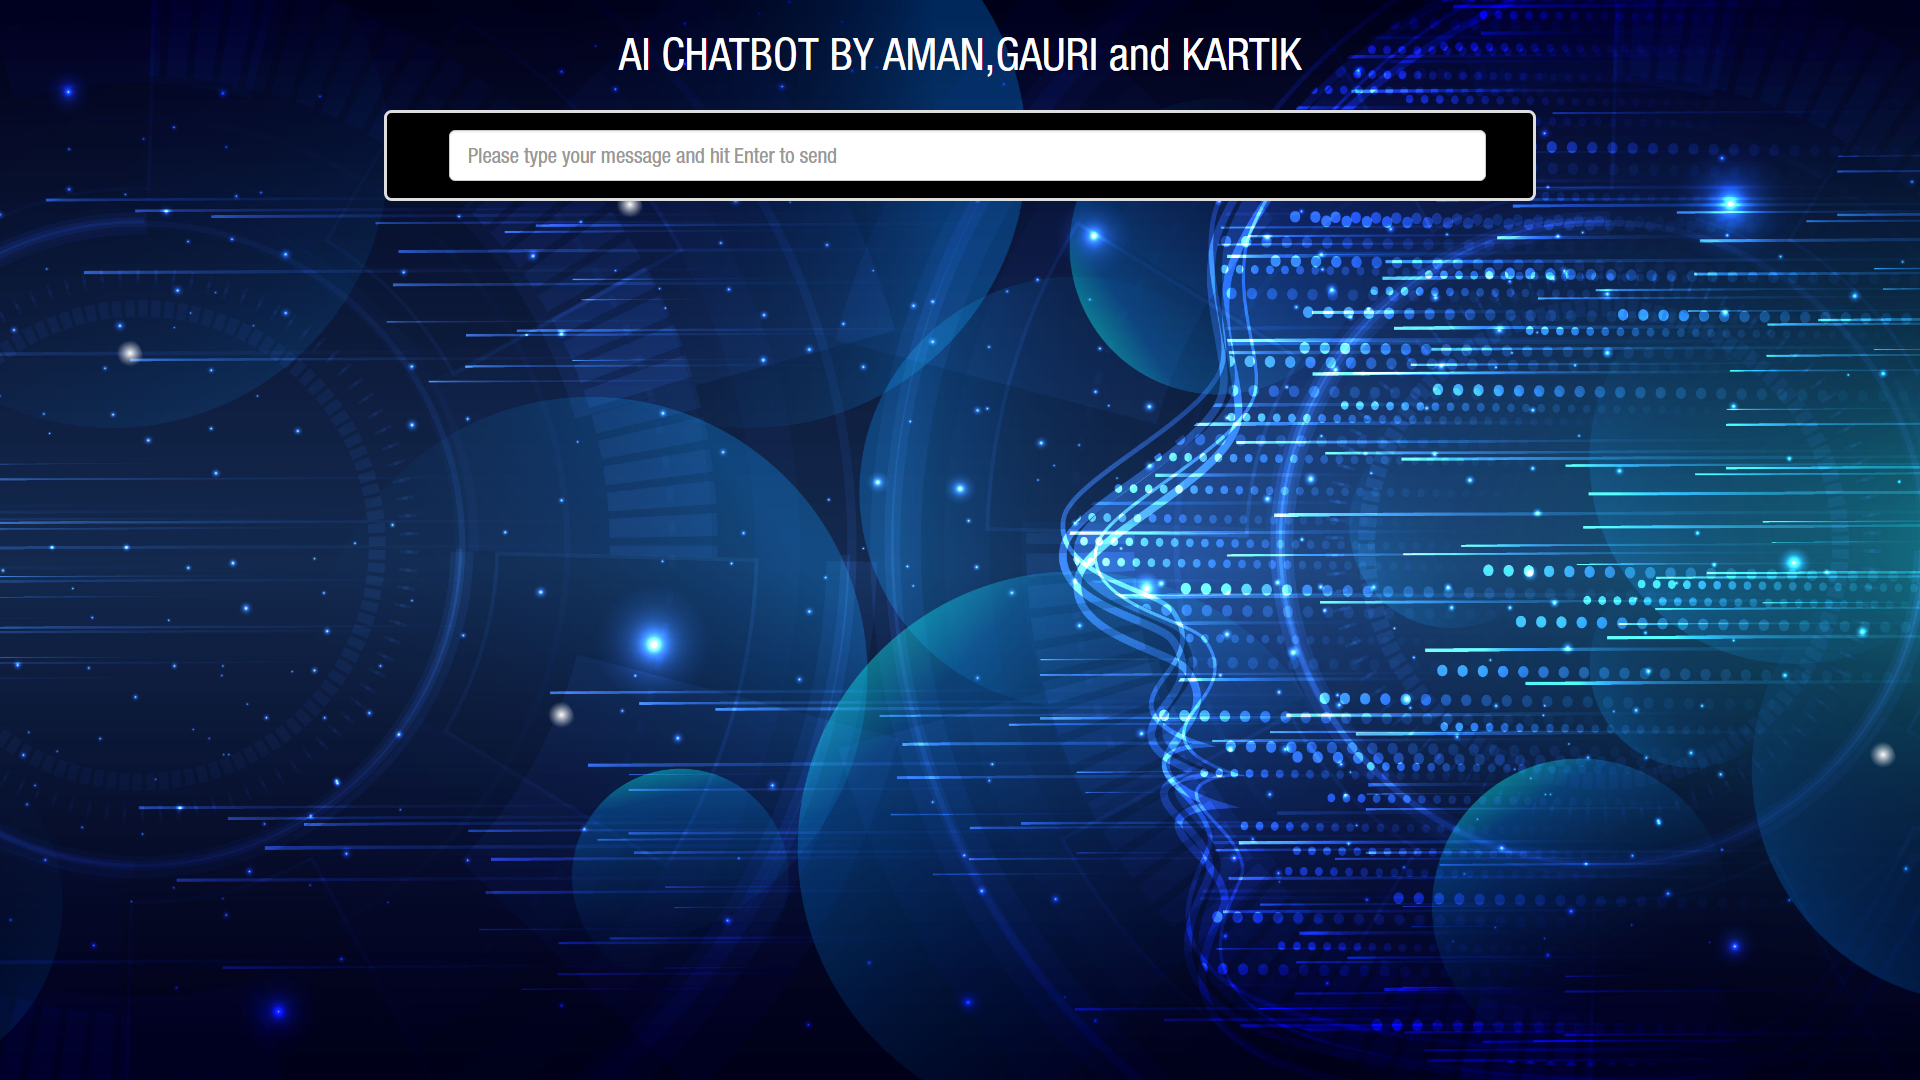 AI CHATBOT BY AMAN,GAURI and KARTIK
Please type your message and hit Enter to send